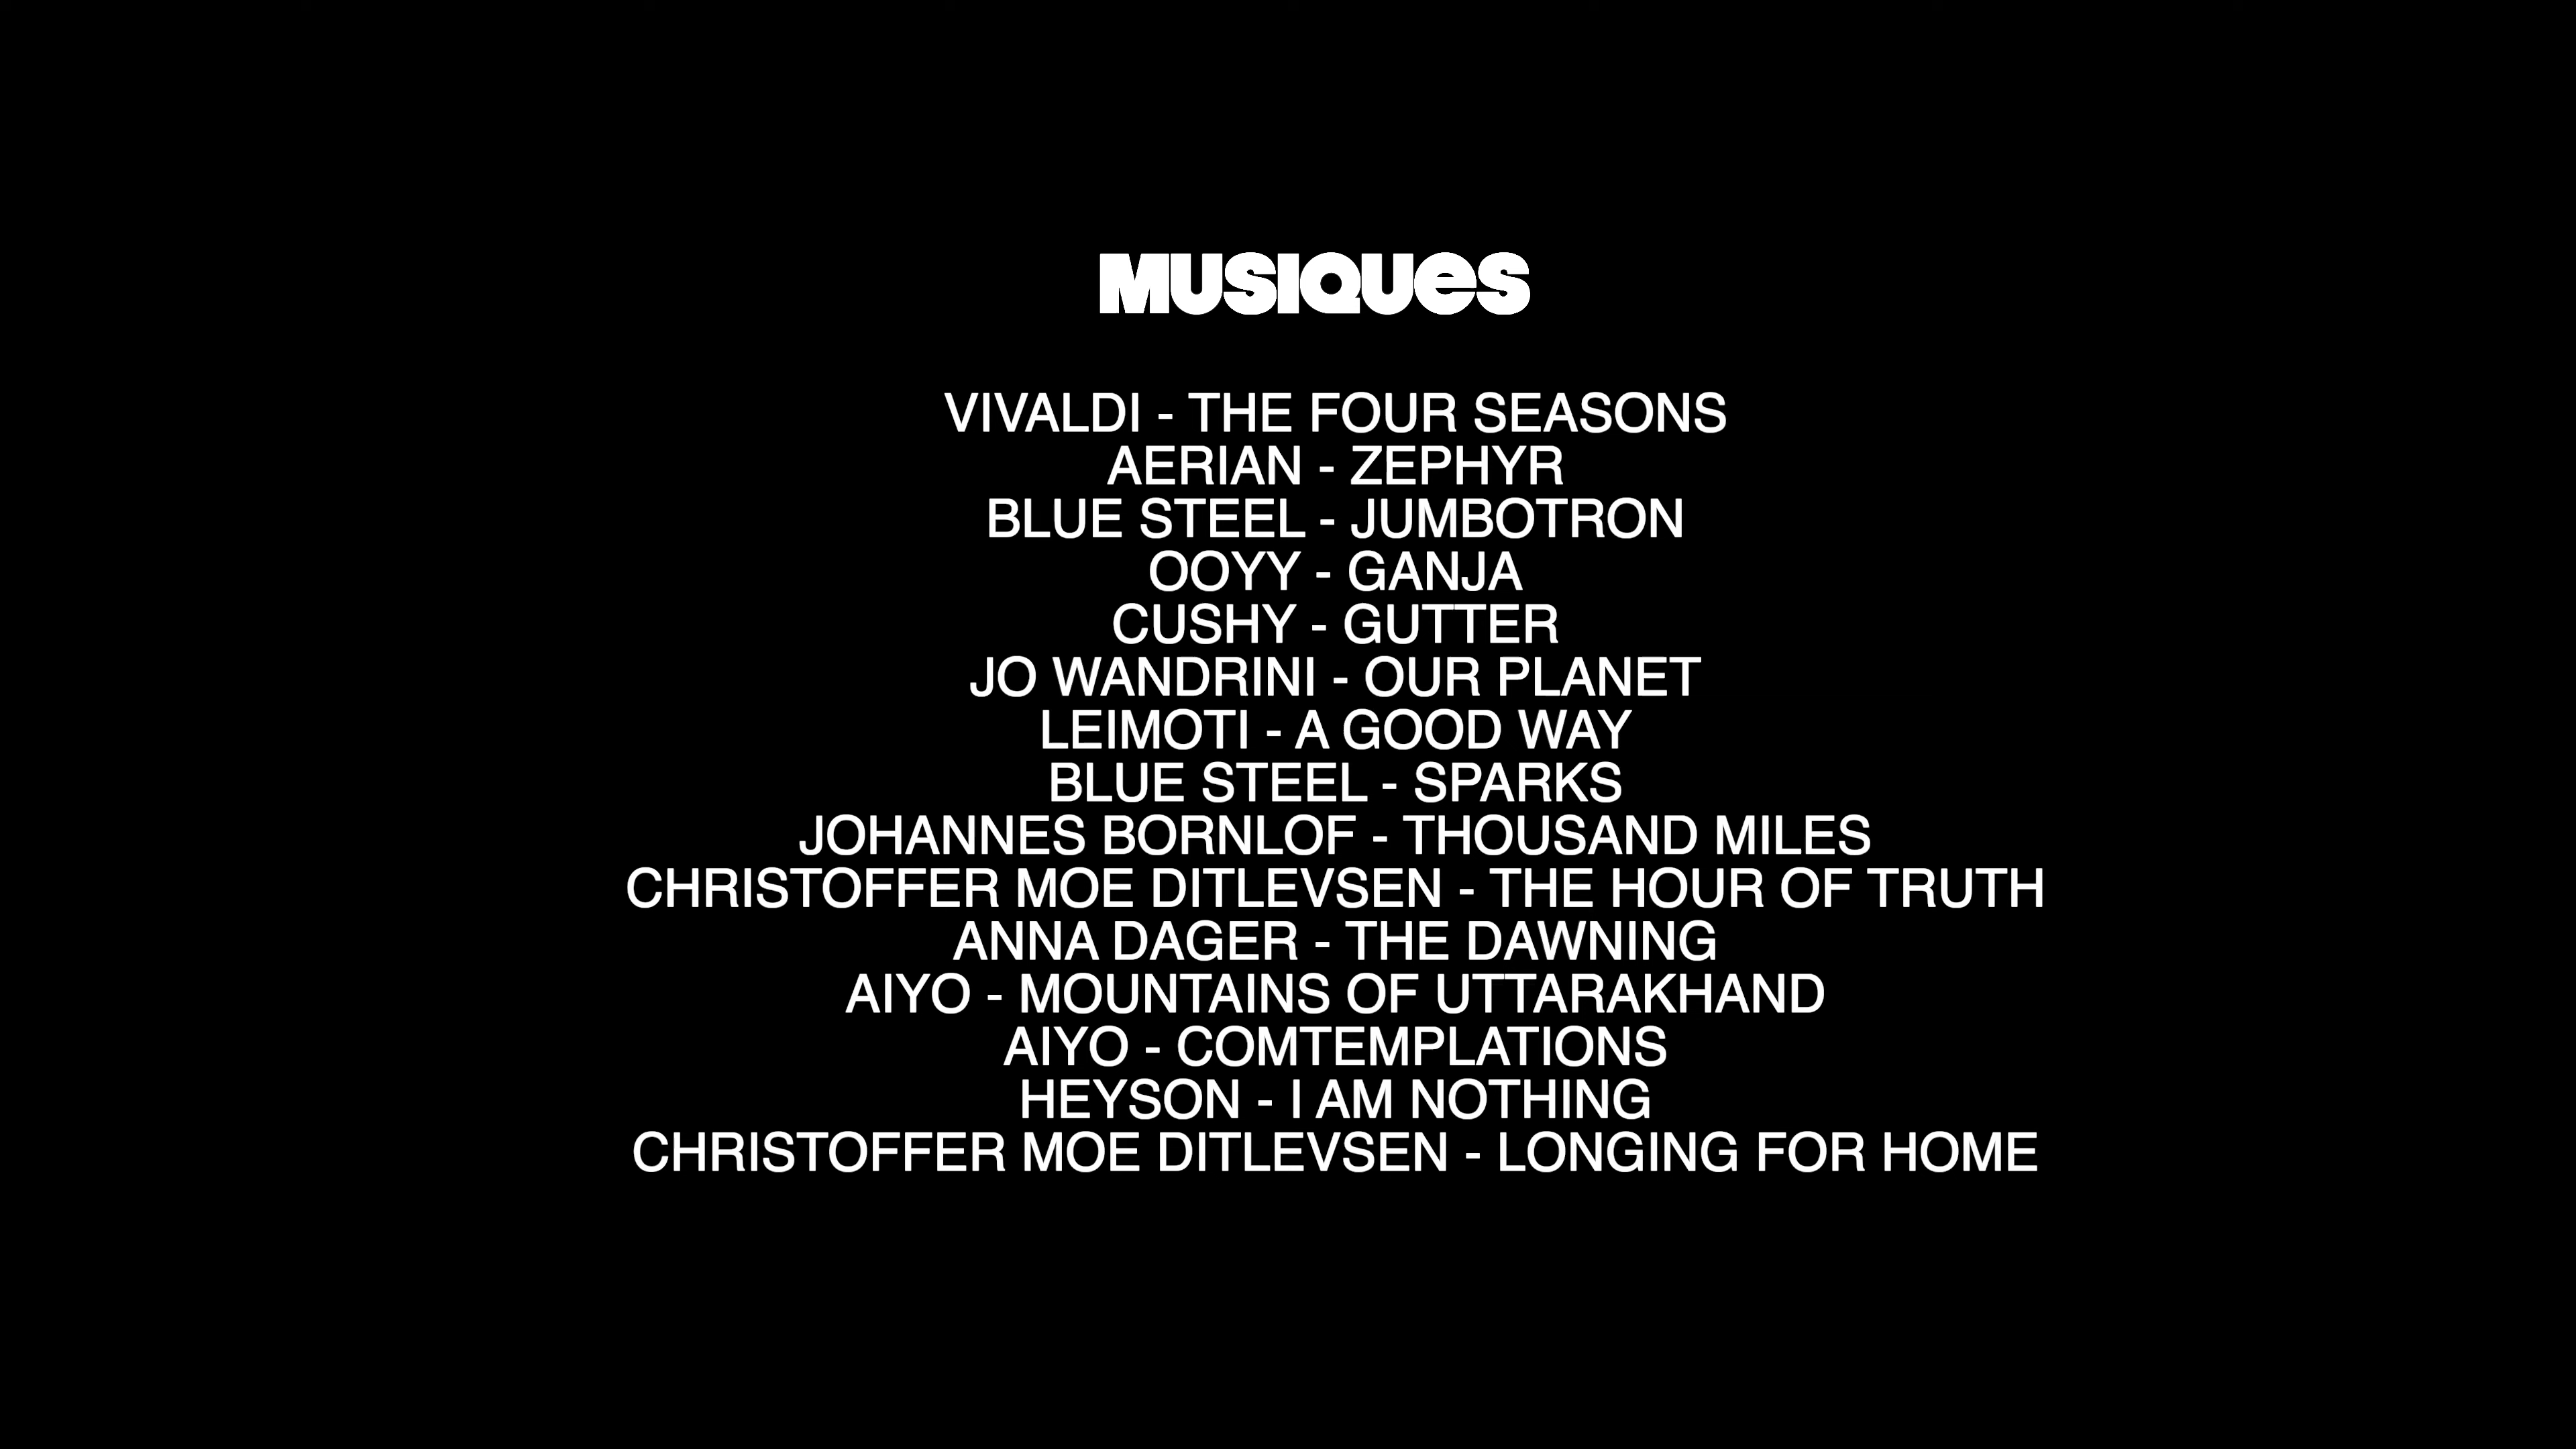 MUSIQUES
VIVALDI - THE FOUR SEASONS
AERIAN - ZEPHYR
BLUE STEEL - JUMBOTRON
OOYY - GANJA
CUSHY - GUTTER
JO WANDRINI - OUR PLANET
LEIMOTI - A GOOD WAY
BLUE STEEL - SPARKS
JOHANNES BORNLOF - THOUSAND MILES
CHRISTOFFER MOE DITLEVSEN - THE HOUR OF TRUTH
ANNA DAGER - THE DAWNING
AIYO - MOUNTAINS OF UTTARAKHAND
AIYO - COMTEMPLATIONS
HEYSON - I AM NOTHING
CHRISTOFFER MOE DITLEVSEN - LONGING FOR HOME